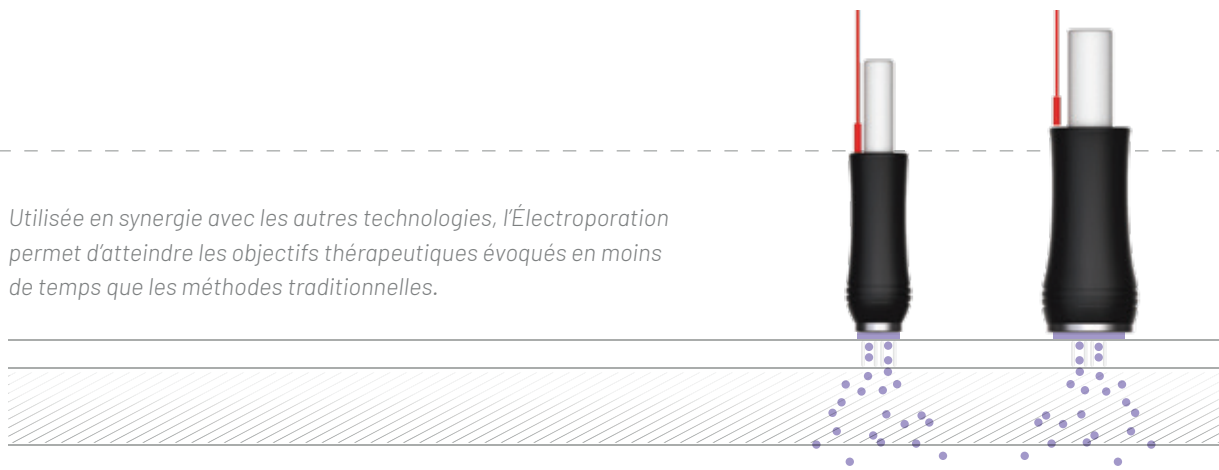 Utilisée en synergie avec les autres technologies, l’Électroporation
permet d’atteindre les objectifs thérapeutiques évoqués en moins
de temps que les méthodes traditionnelles.